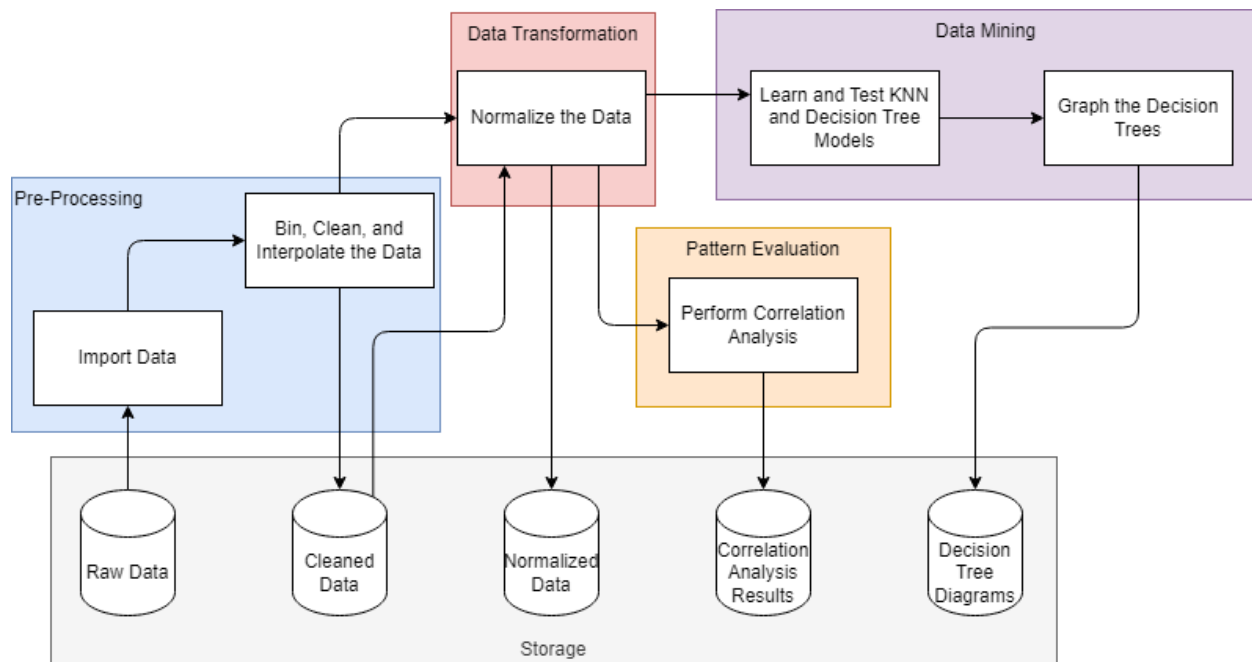 Data Transformation
Data Mining
Normalize the Data
Learn and Test KNN
and Decision Tree
Models
Graph the Decision
Trees
Pre-Processing
Bin, Clean, and
Interpolate the Data
Pattern Evaluation
Import Data
Perform Correlation
Analysis
Raw Data
Cleaned
Data
Normalized
Data
Correlation
Analysis
Results
Decision
Tree
Diagrams
Storage